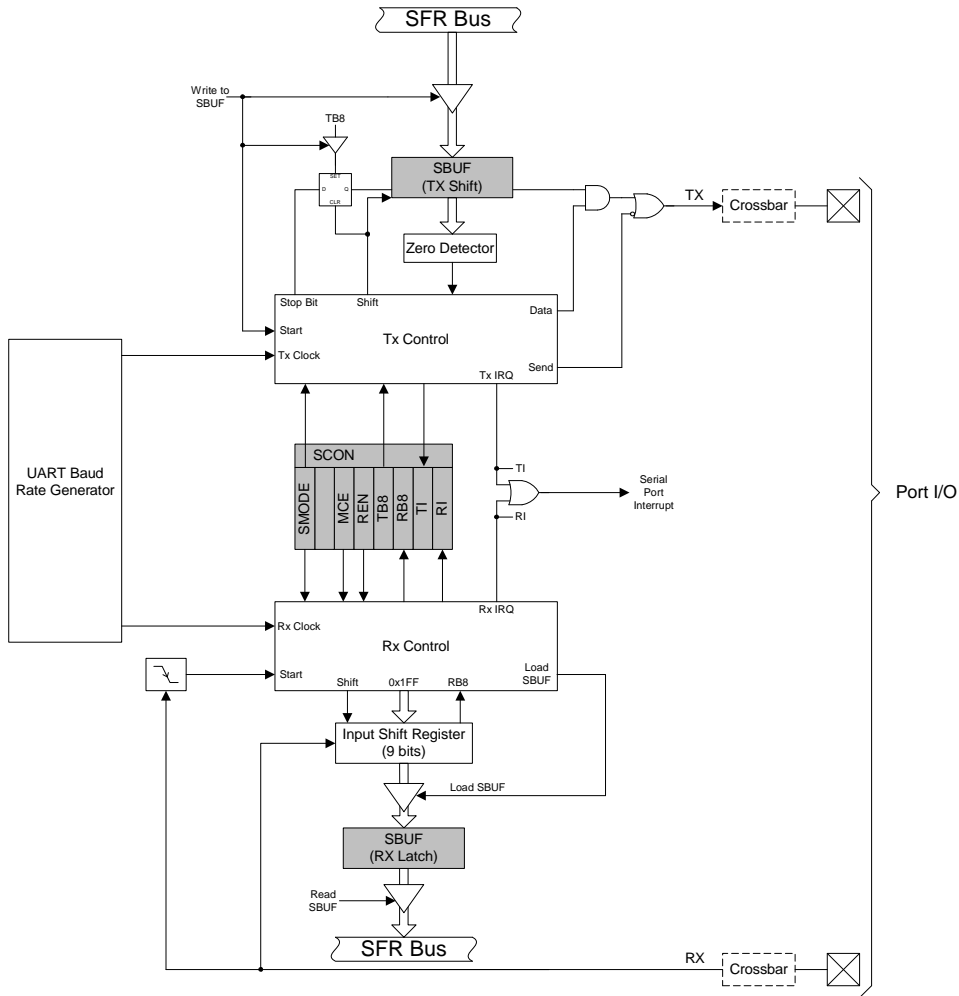 SFR Bus
Write to
SBUF
TB8
SET
D
Q
CLR
SBUF
(TX Shift)
TX
Crossbar
Zero Detector
Stop Bit
Shift
Data
Start
Tx Control
Tx Clock
Send
Tx IRQ
UART Baud
Rate Generator
SCON
SMODE
MCE
REN
TB8
RB8
TI
RI
TI
RI
Serial
Port
Interrupt
Port I/O
Rx IRQ
Rx Clock
Rx Control
Start
Load
SBUF
Shift
0x1FF
RB8
Input Shift Register
(9 bits)
Load SBUF
SBUF
(RX Latch)
Read
SBUF
SFR Bus
RX
Crossbar